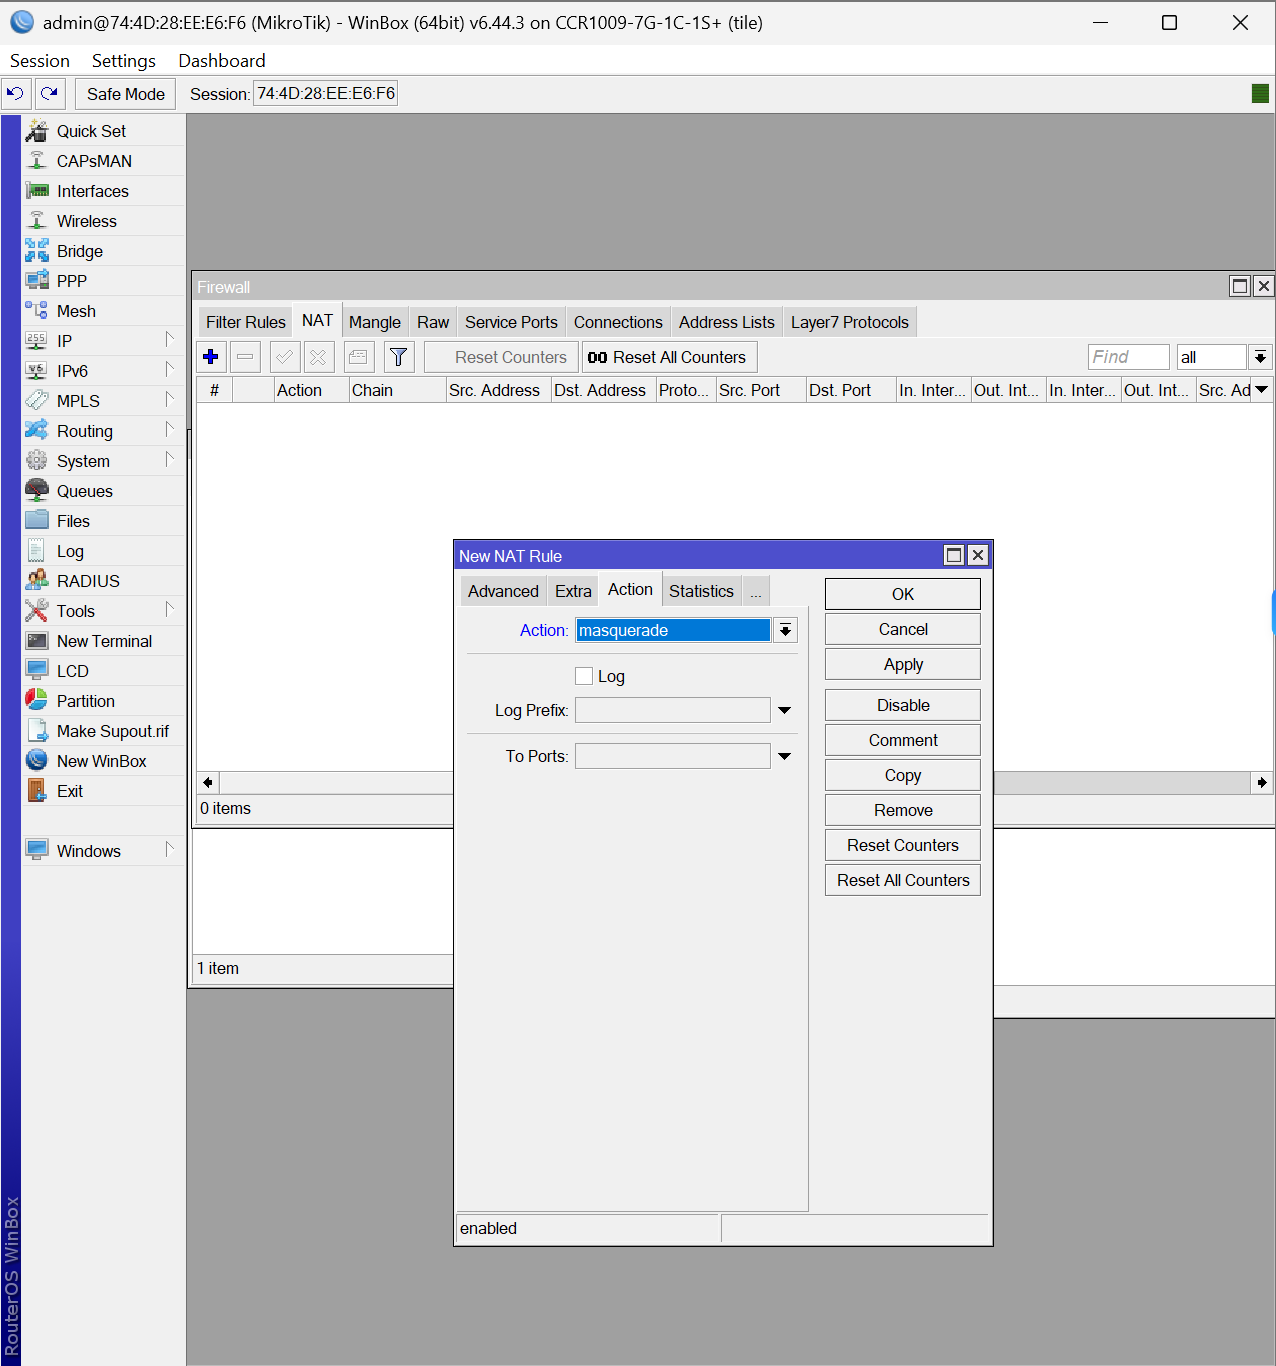 admin@74:4D:28:EE:E6:F6 (MikroTik) - WinBox (64bit) v6.44.3 on CCR1009-7G-1C-1S+ (tile)
Session Settings Dashboard
Safe Mode Session: 74:4D:28:EE:E6:F6
Quick Set
CAPsMAN
Interfaces
Wireless
Bridge
PPP
Mesh
IP
IPv6
MPLS
Routing
System
Queues
Files
Log
RADIUS
Tools
New Terminal
LCD
Partition
Make Supout.rif
New WinBox
Exit
Windows
RouterOS WinBox
Firewall
Filter Rules NAT Mangle Raw Service Ports Connections Address Lists Layer7 Protocols
Reset Counters 00 Reset All Counters Find all
# Action Chain Src. Address Dst. Address Proto... Src. Port Dst. Port In. Inter... Out. Int... In. Inter... Out. Int... Src. Ad
0 items
1 item
New NAT Rule
Advanced Extra Action Statistics ...
Action: masquerade
Log
Log Prefix:
To Ports:
OK
Cancel
Apply
Disable
Comment
Copy
Remove
Reset Counters
Reset All Counters
enabled